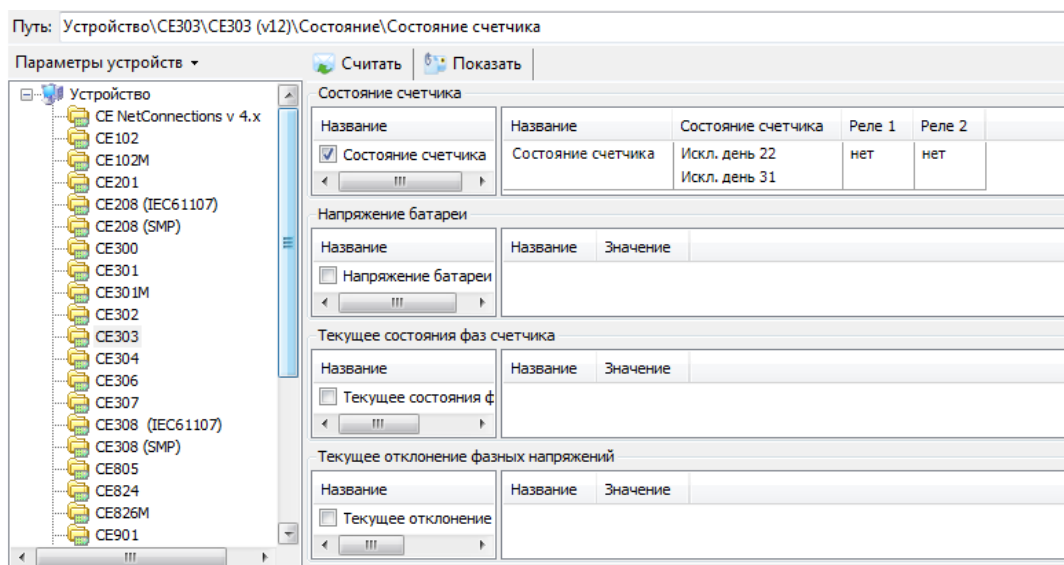 Путь: Устройство\CE303\CE303 (v12)\Состояние\Состояние счетчика
Параметры устройств
Считать
Показать
Устройство
CE NetConnections v 4.x
CE102
CE102M
CE201
CE208 (IEC61107)
CE208 (SMP)
CE300
CE301
CE301M
CE302
CE303
CE304
CE306
CE307
CE308 (IEC61107)
CE308 (SMP)
CE805
CE824
CE826M
CE901
Состояние счетчика
Название
Состояние счетчика
Название Состояние счетчика Реле 1 Реле 2
Состояние счетчика Искл. день 22 нет нет
Искл. день 31
Напряжение батареи
Название
Напряжение батареи
Название Значение
Текущее состояния фаз счетчика
Название
Текущее состояния ф
Название Значение
Текущее отклонение фазных напряжений
Название
Текущее отклонение
Название Значение